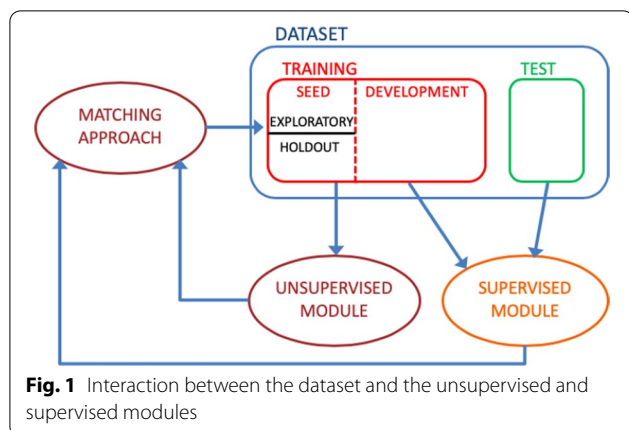 DATASET
TRAINING
TEST
SEED
DEVELOPMENT
MATCHING
APPROACH
EXPLORATORY
HOLDOUT
UNSUPERVISED
MODULE
SUPERVISED
MODULE
Fig. 1 Interaction between the dataset and the unsupervised and
supervised modules